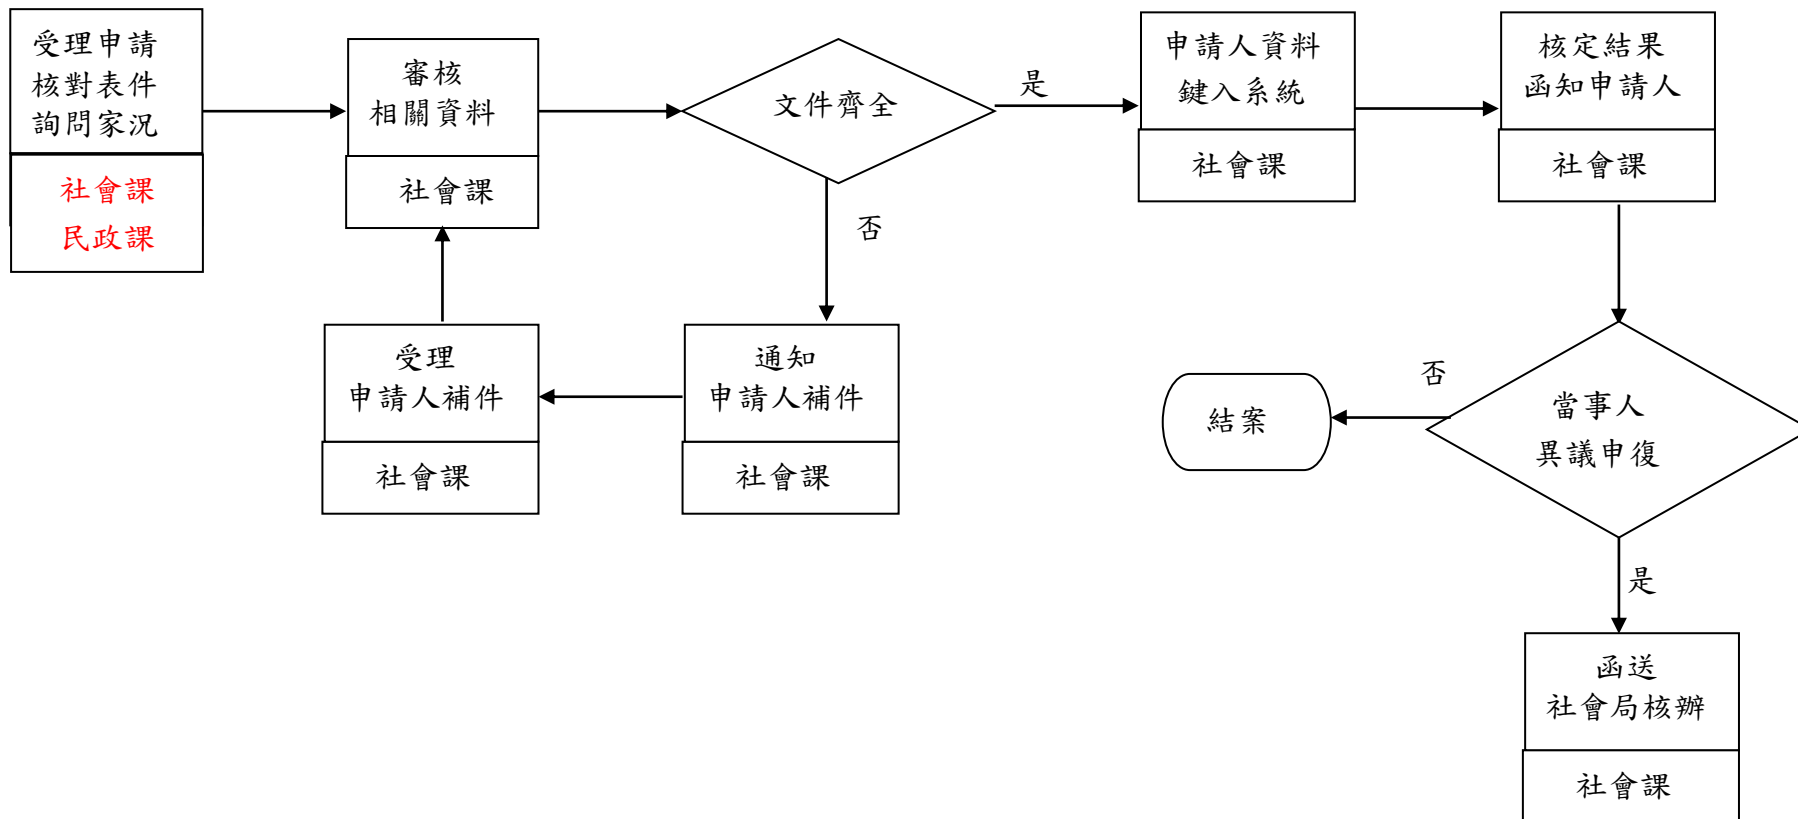 受理申請
核對表件
詢問家況
社會課
民政課
審核
相關資料
社會課
文件齊全
是
否
申請人資料
鍵入系統
社會課
核定結果
函知申請人
社會課
受理
申請人補件
社會課
通知
申請人補件
社會課
結案
否
當事人
異議申復
是
函送
社會局核辦
社會課